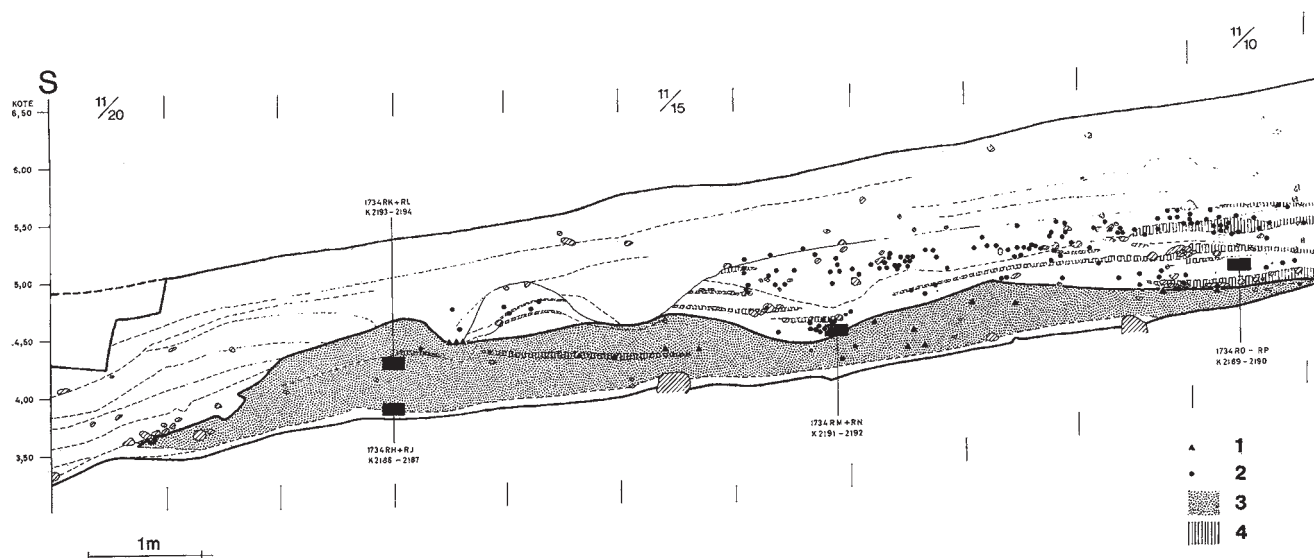 S
KOTE
6,50
6,00
5,50
5,00
4,50
4,00
3,50
11/20
11/15
11/10
1734RK+RL
K2193-2194
1734RH+RJ
K2186-2187
1734RM+RN
K2191-2192
1734RO-RP
K2189-2190
1
2
3
4
1m